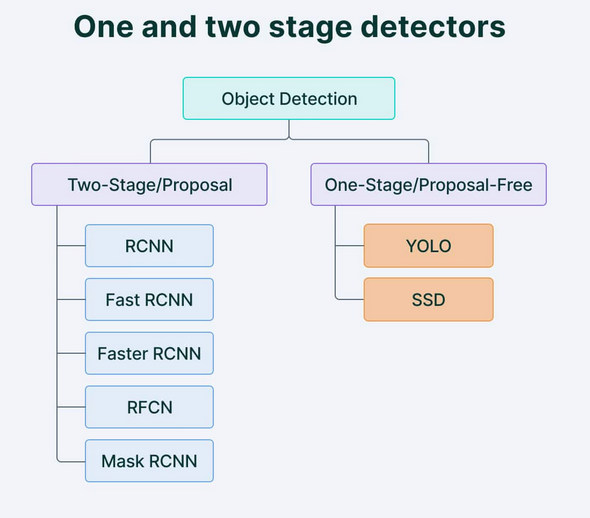 One and two stage detectors
Object Detection
Two-Stage/Proposal
One-Stage/Proposal-Free
RCNN
Fast RCNN
Faster RCNN
RFCN
Mask RCNN
YOLO
SSD